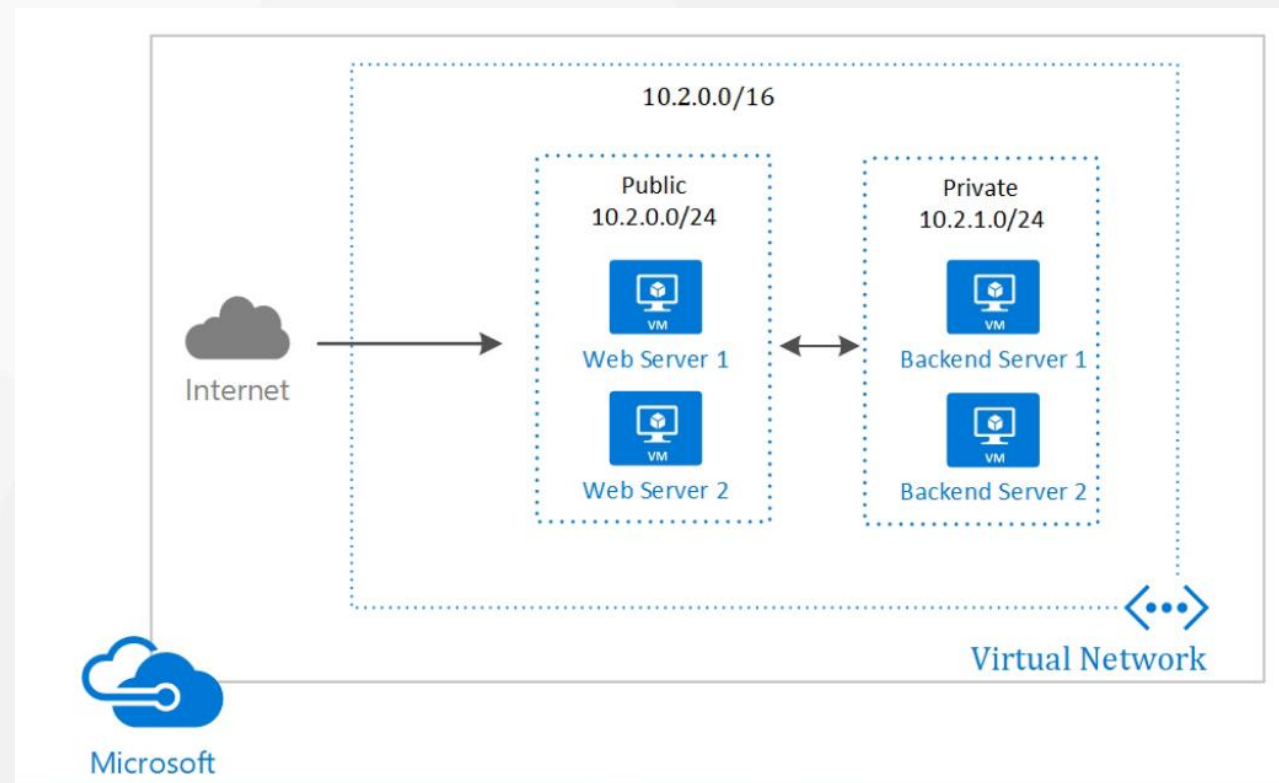 10.2.0.0/16
Public
10.2.0.0/24
Private
10.2.1.0/24
VM
Web Server 1
VM
Backend Server 1
Internet
VM
Web Server 2
VM
Backend Server 2
Virtual Network
Microsoft